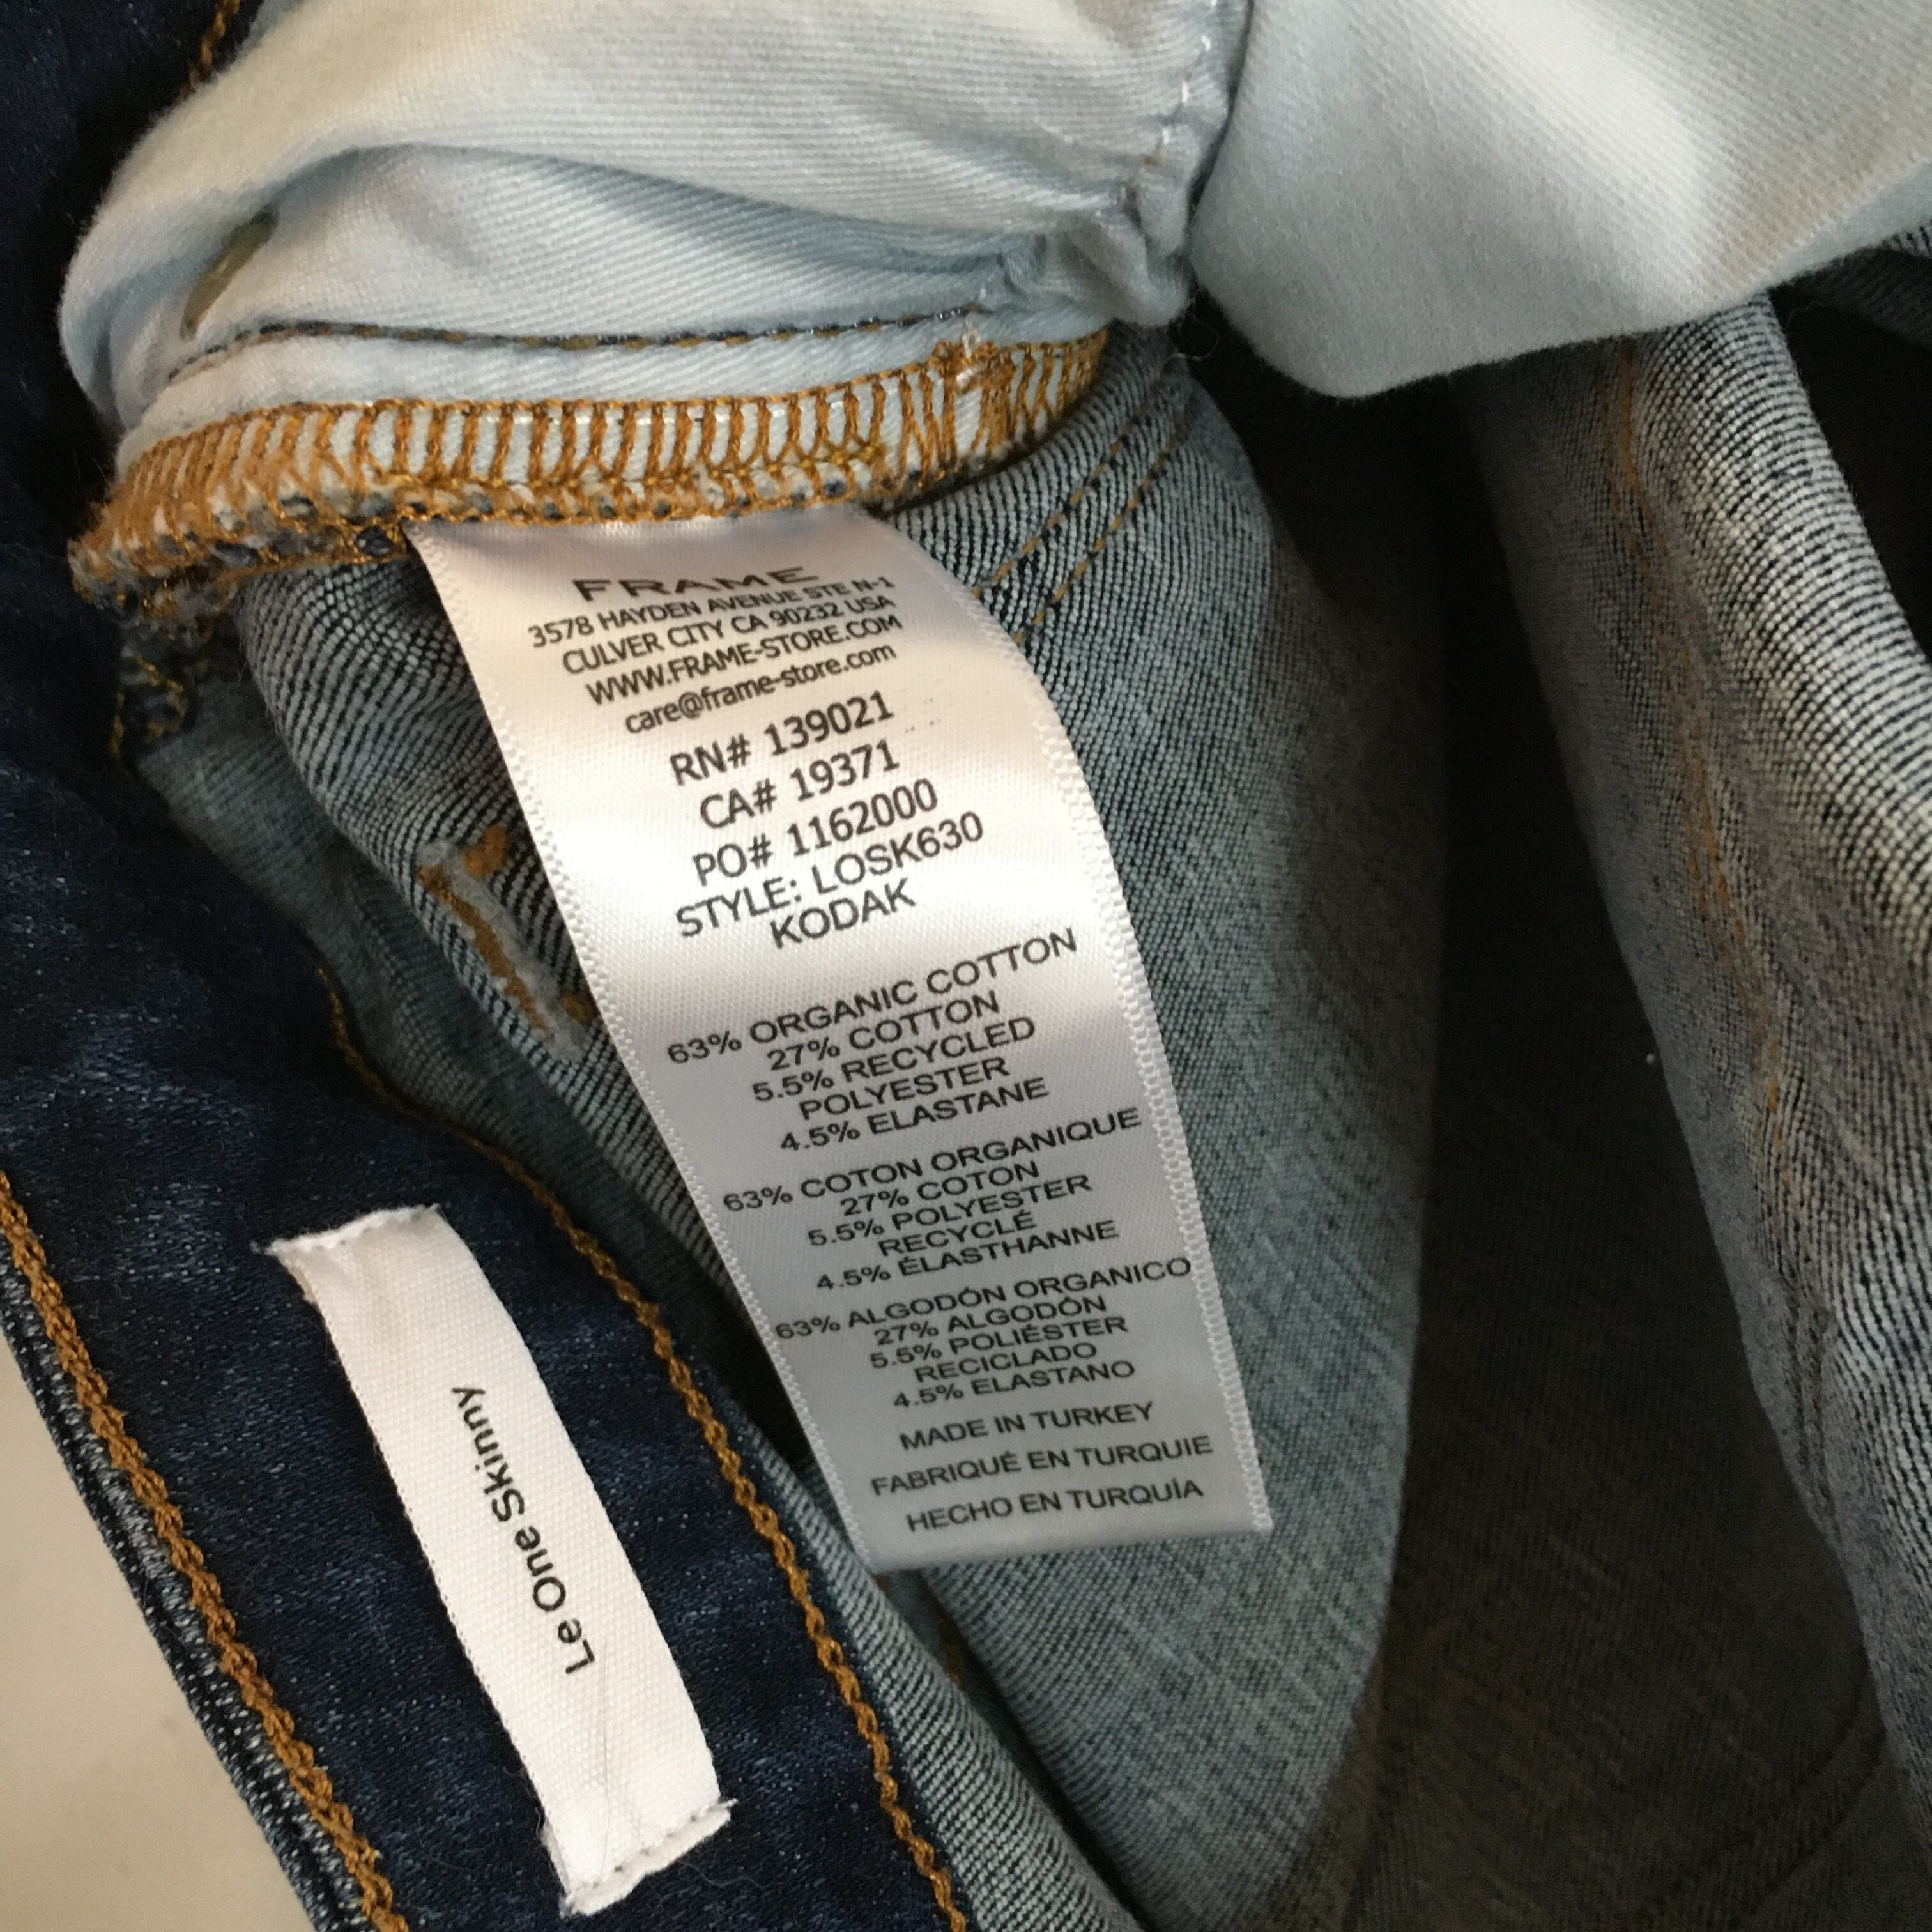 FRAME
3578 HAYDEN AVENUE STE N-1
CULVER CITY CA 90232 USA
WWW.FRAME-STORE.COM
care@frame-store.com
RN# 139021
CA# 19371
PO# 1162000
STYLE: LOSK630
KODAK
63% ORGANIC COTTON
27% COTTON
5.5% RECYCLED
POLYESTER
4.5% ELASTANE
63% COTON ORGANIQUE
27% COTON
5.5% POLYESTER
RECYCLÉ
4.5% ÉLASTHANNE
63% ALGODÓN ORGANICO
27% ALGODÓN
5.5% POLIÉSTER
RECICLADO
4.5% ELASTANO
MADE IN TURKEY
FABRIQUÉ EN TURQUIE
HECHO EN TURQUÍA
Le One Skinny